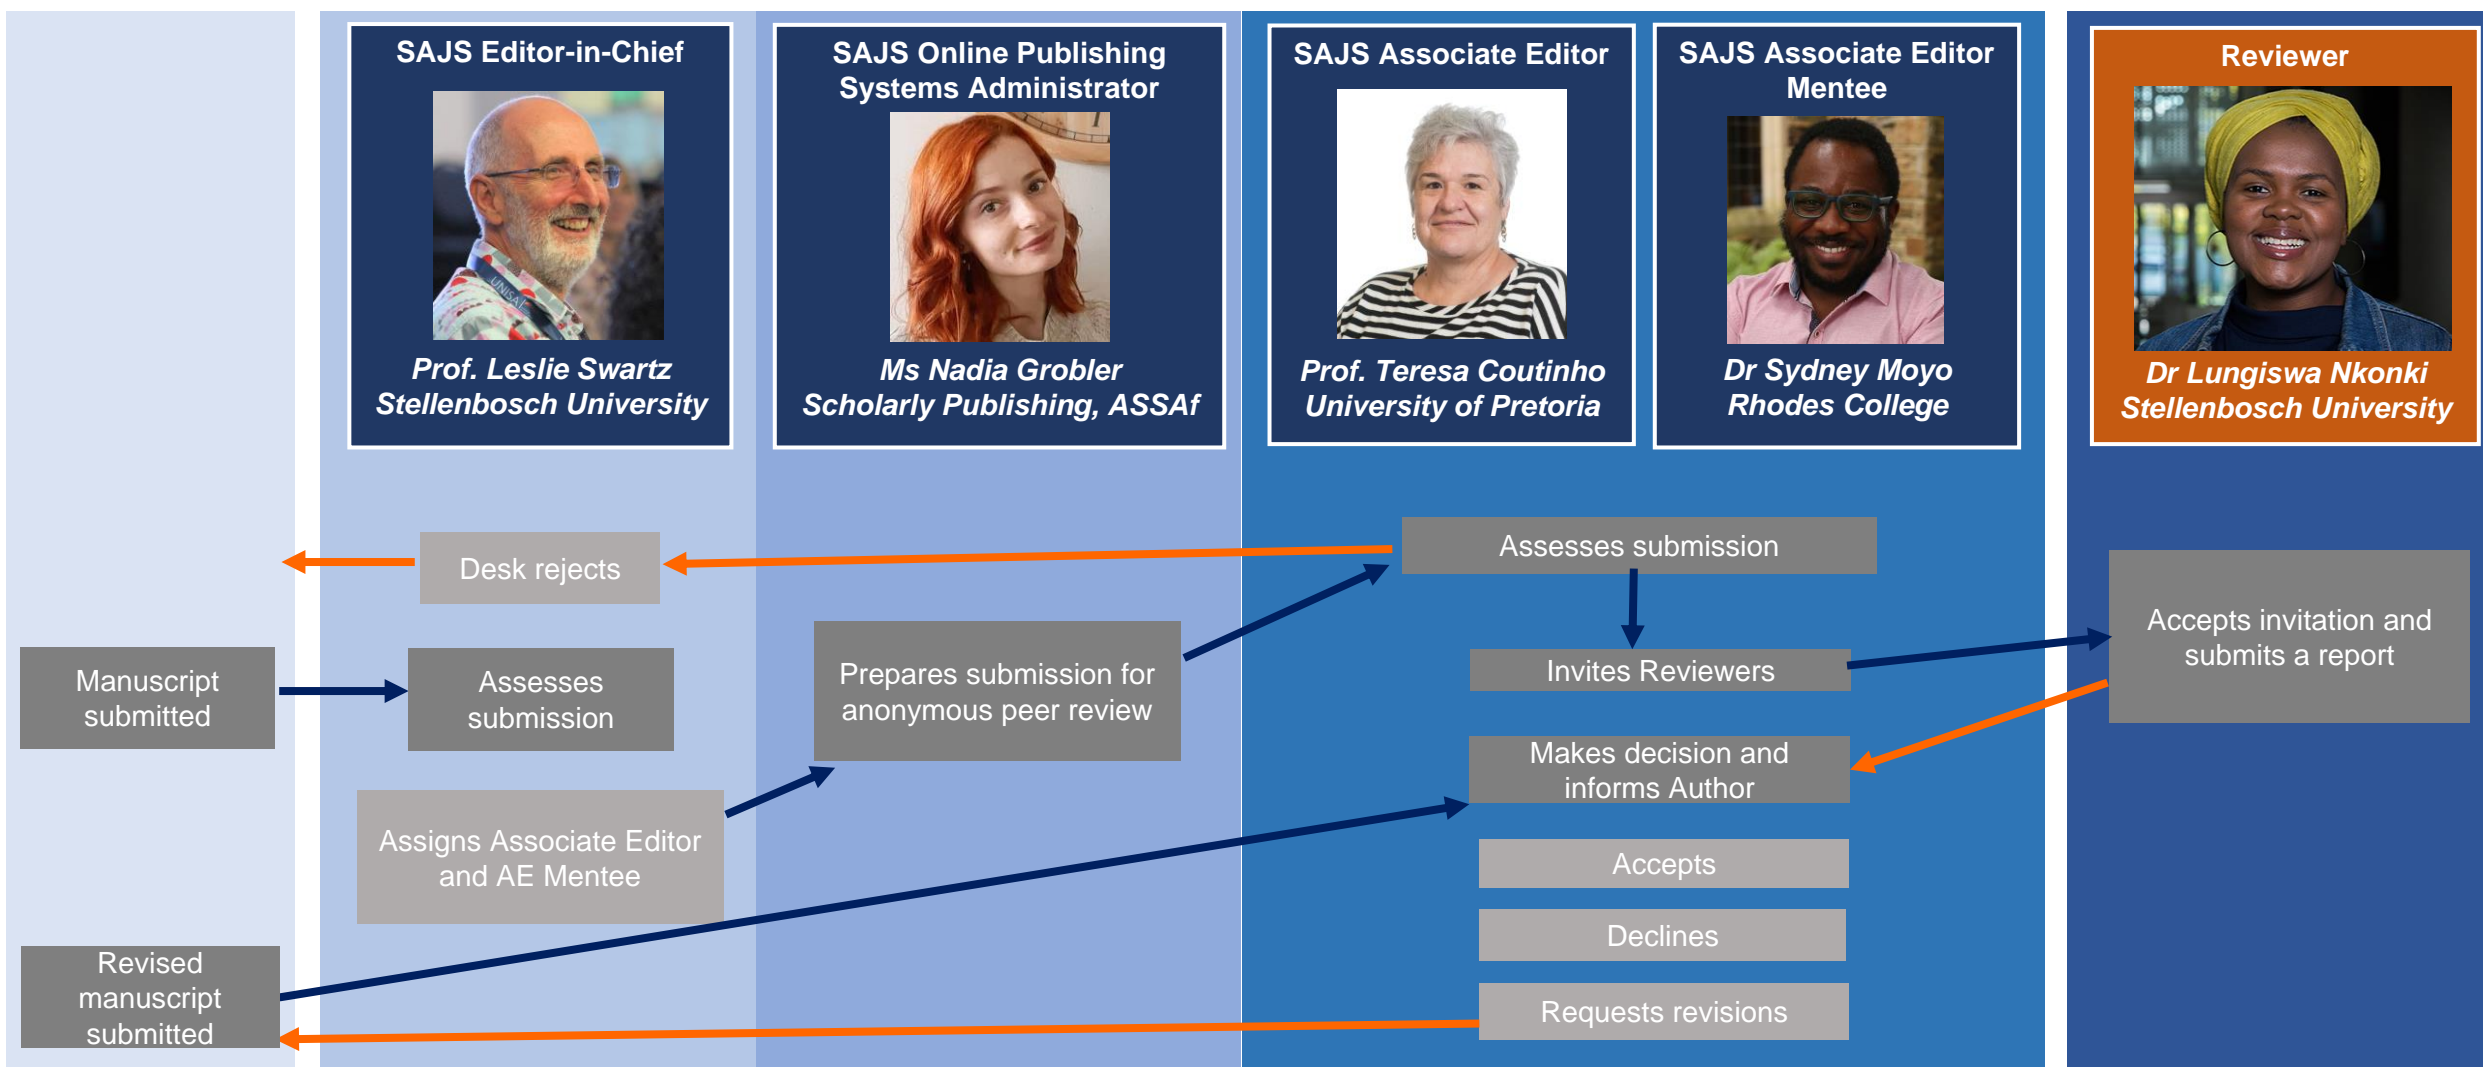 SAJS Editor-in-Chief
UNISA
Prof. Leslie Swartz
Stellenbosch University
SAJS Online Publishing
Systems Administrator
Ms Nadia Grobler
Scholarly Publishing, ASSAf
SAJS Associate Editor
Prof. Teresa Coutinho
University of Pretoria
SAJS Associate Editor
Mentee
Dr Sydney Moyo
Rhodes College
Reviewer
Dr Lungiswa Nkonki
Stellenbosch University
Manuscript
submitted
Revised
manuscript
submitted
Desk rejects
Assesses
submission
Assigns Associate Editor
and AE Mentee
Prepares submission for
anonymous peer review
Assesses submission
Invites Reviewers
Makes decision and
informs Author
Accepts
Declines
Requests revisions
Accepts invitation and
submits a report